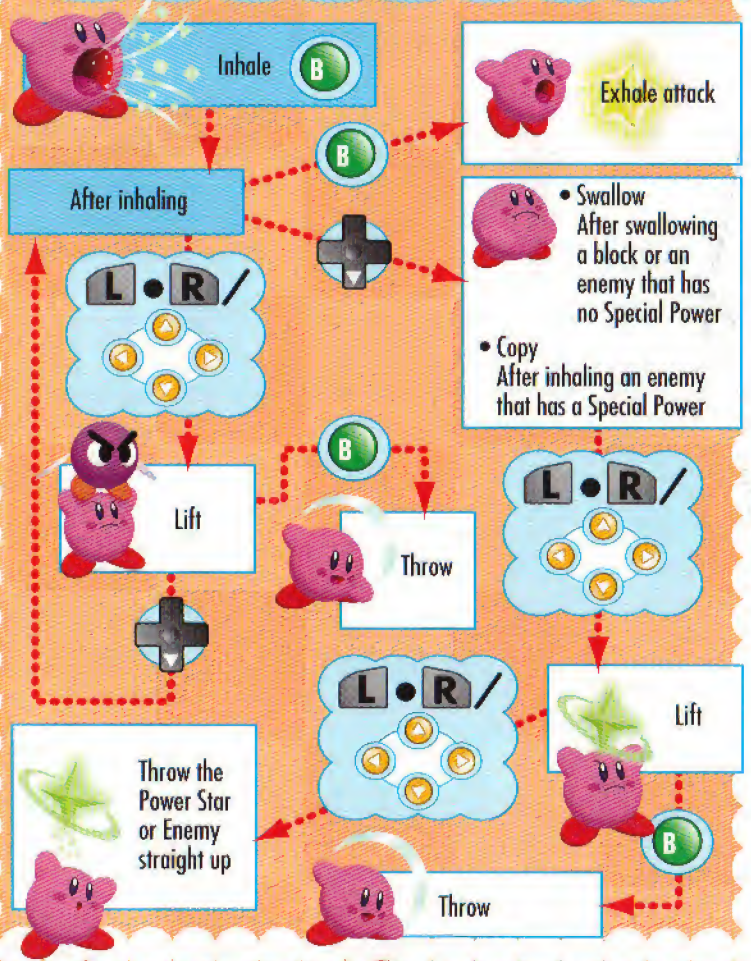 Inhale
B
Exhale attack
B
After inhaling
• Swallow
After swallowing
a block or an
enemy that has
no Special Power
• Copy
After inhaling an enemy
that has a Special Power
L • R /
B
L • R /
Lift
Throw
L • R /
Lift
Throw the
Power Star
or Enemy
straight up
B
Throw